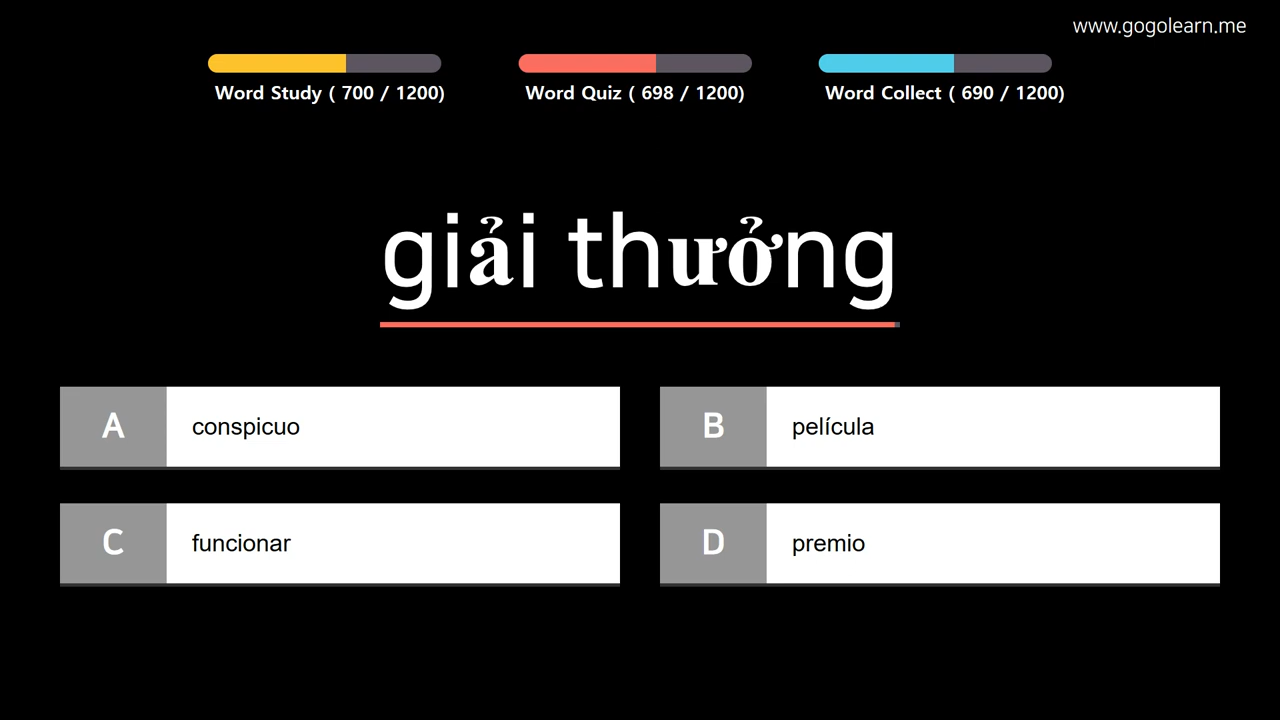 www.gogolearn.me
Word Study ( 700 / 1200)
Word Quiz ( 698 / 1200)
Word Collect ( 690 / 1200)
giải thưởng
A conspicuo
B película
C funcionar
D premio